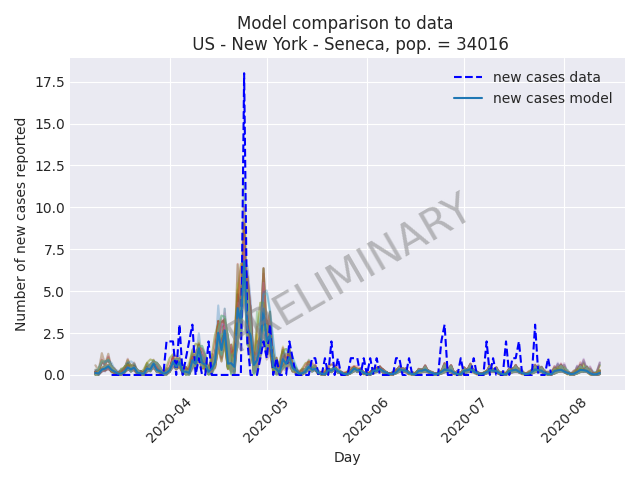 Model comparison to data
US - New York - Seneca, pop. = 34016
new cases data
new cases model
PRELIMINARY
Number of new cases reported
17.5
15.0
12.5
10.0
7.5
5.0
2.5
0.0
2020-04
2020-05
2020-06
2020-07
2020-08
Day